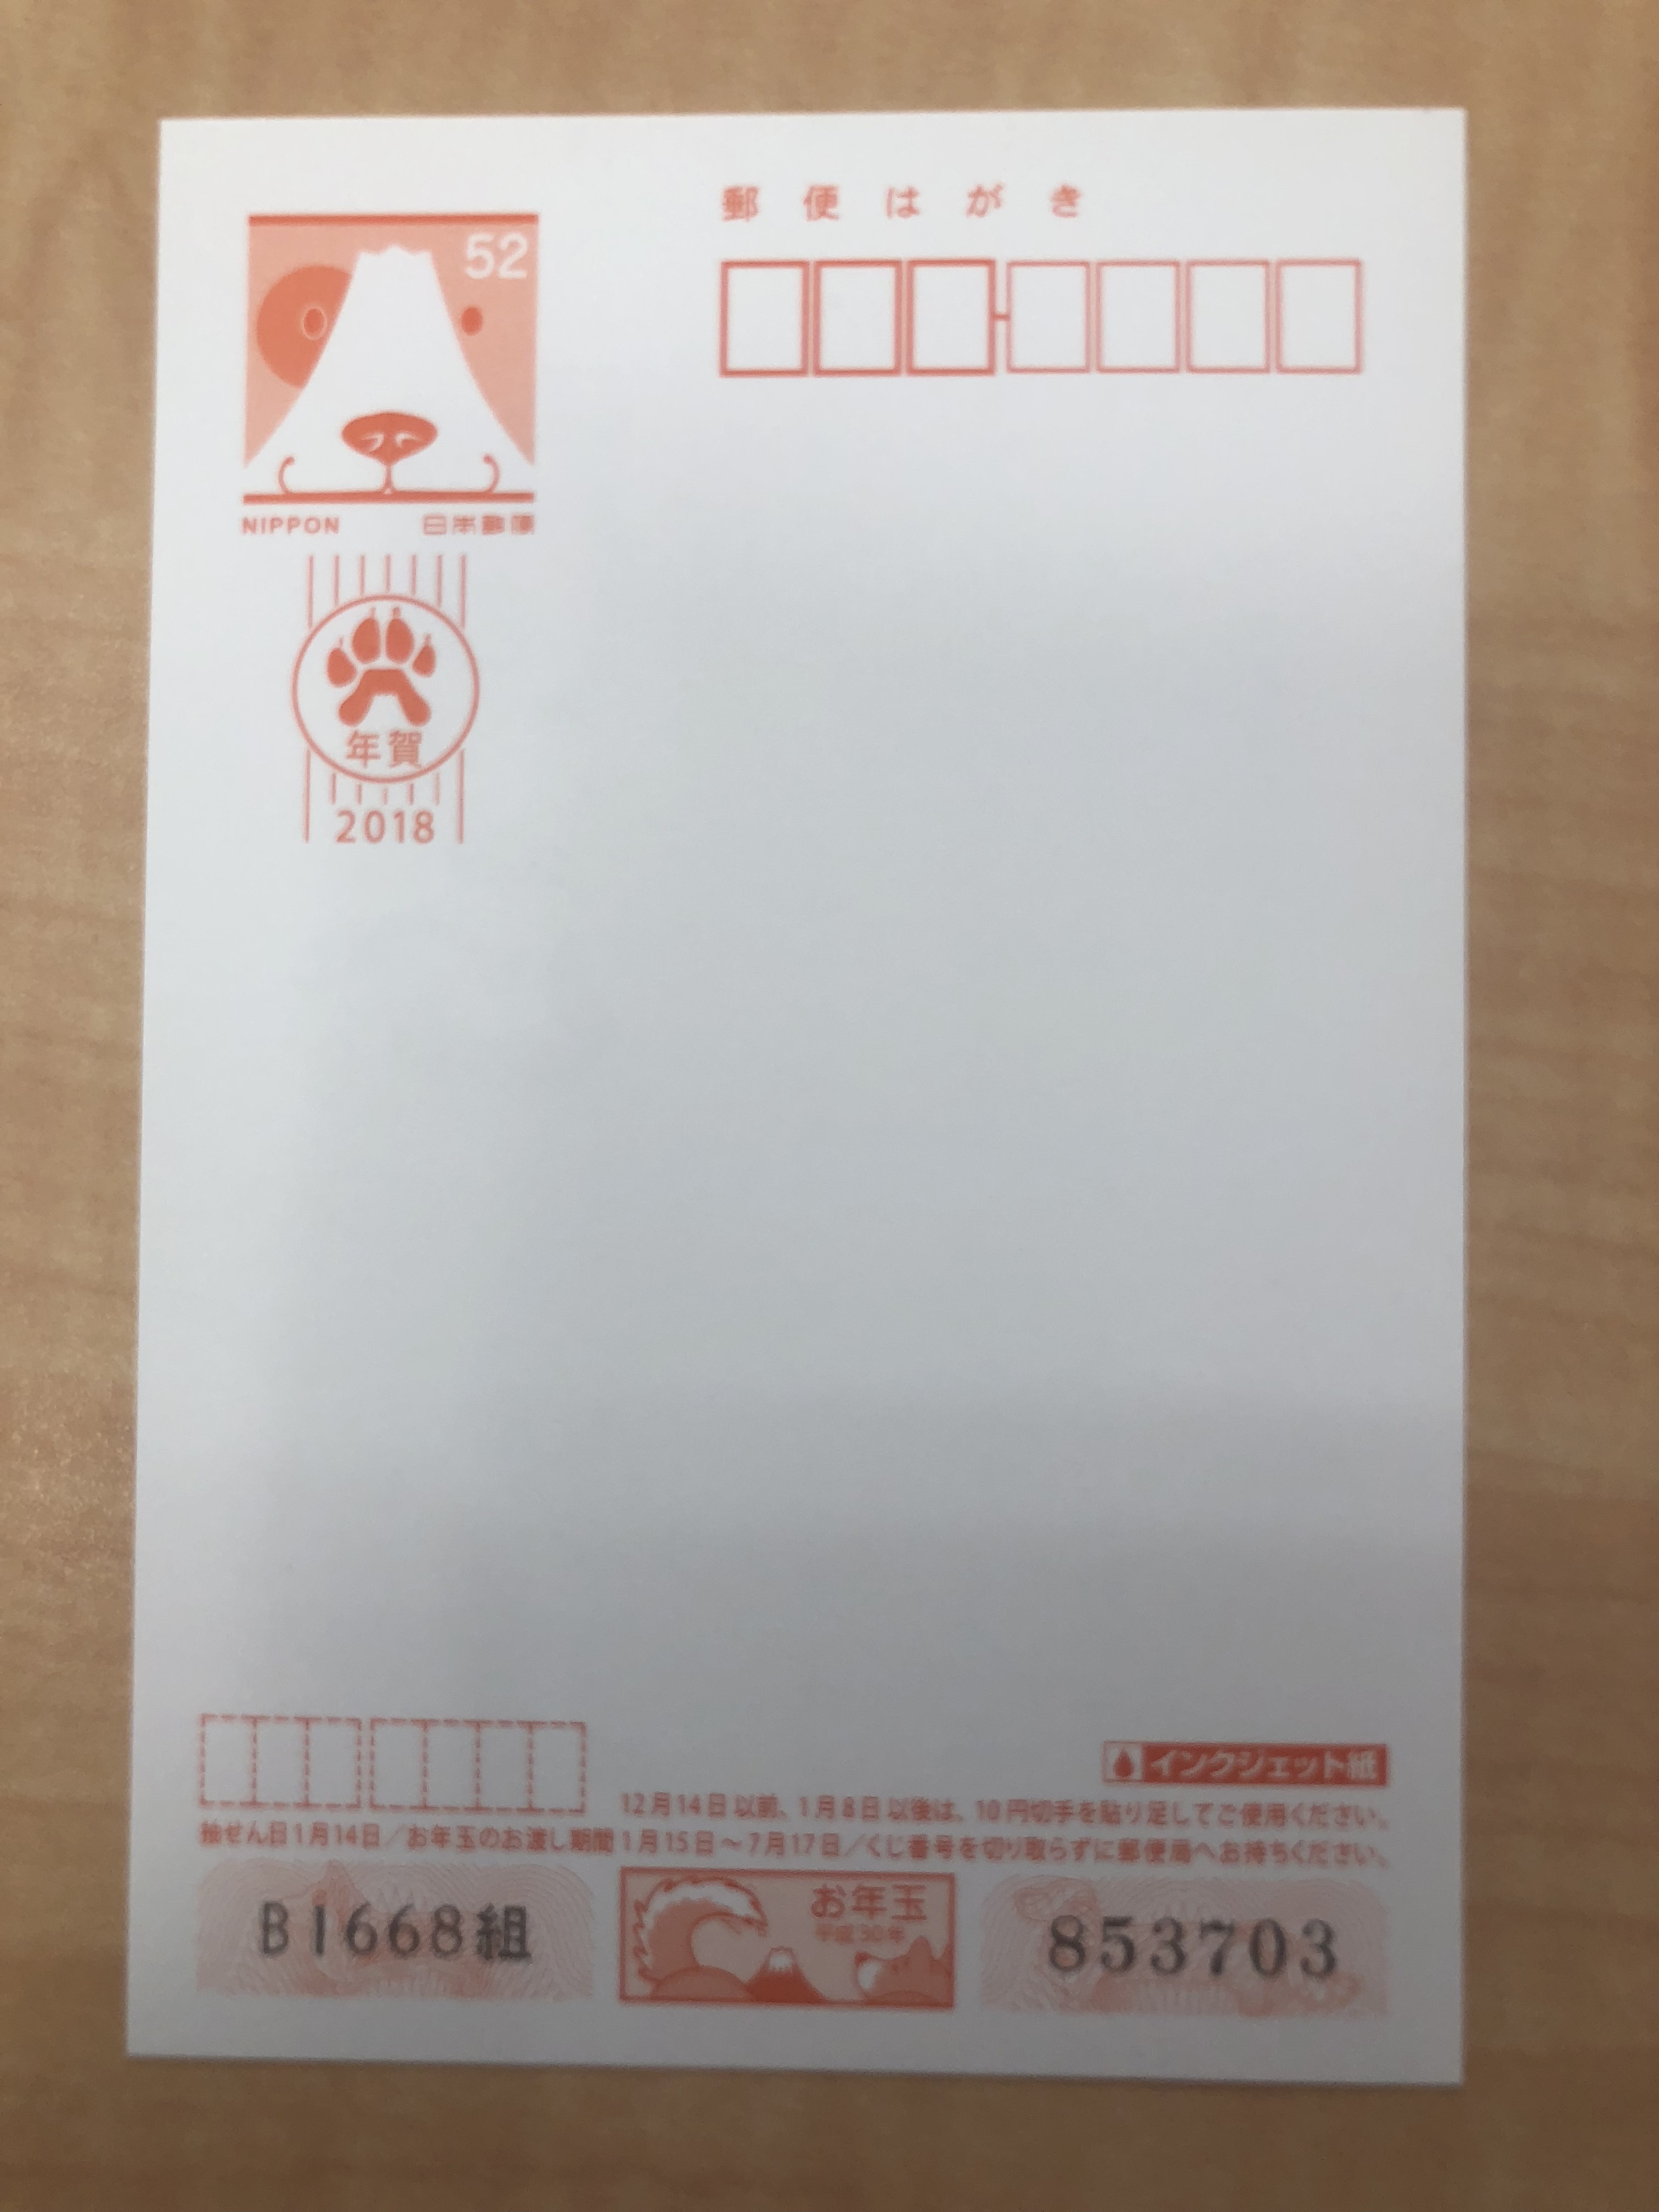 郵便はがき
52
NIPPON 日本郵便
年賀
2018
インクジェット紙
12月14日以前、1月8日以後は、10円切手を貼り足してご使用ください。
抽せん日1月14日／お年玉のお渡し期間1月15日～7月17日／くじ番号を切り取らずに郵便局へお持ちください。
B1668組
お年玉
平成30年
853703